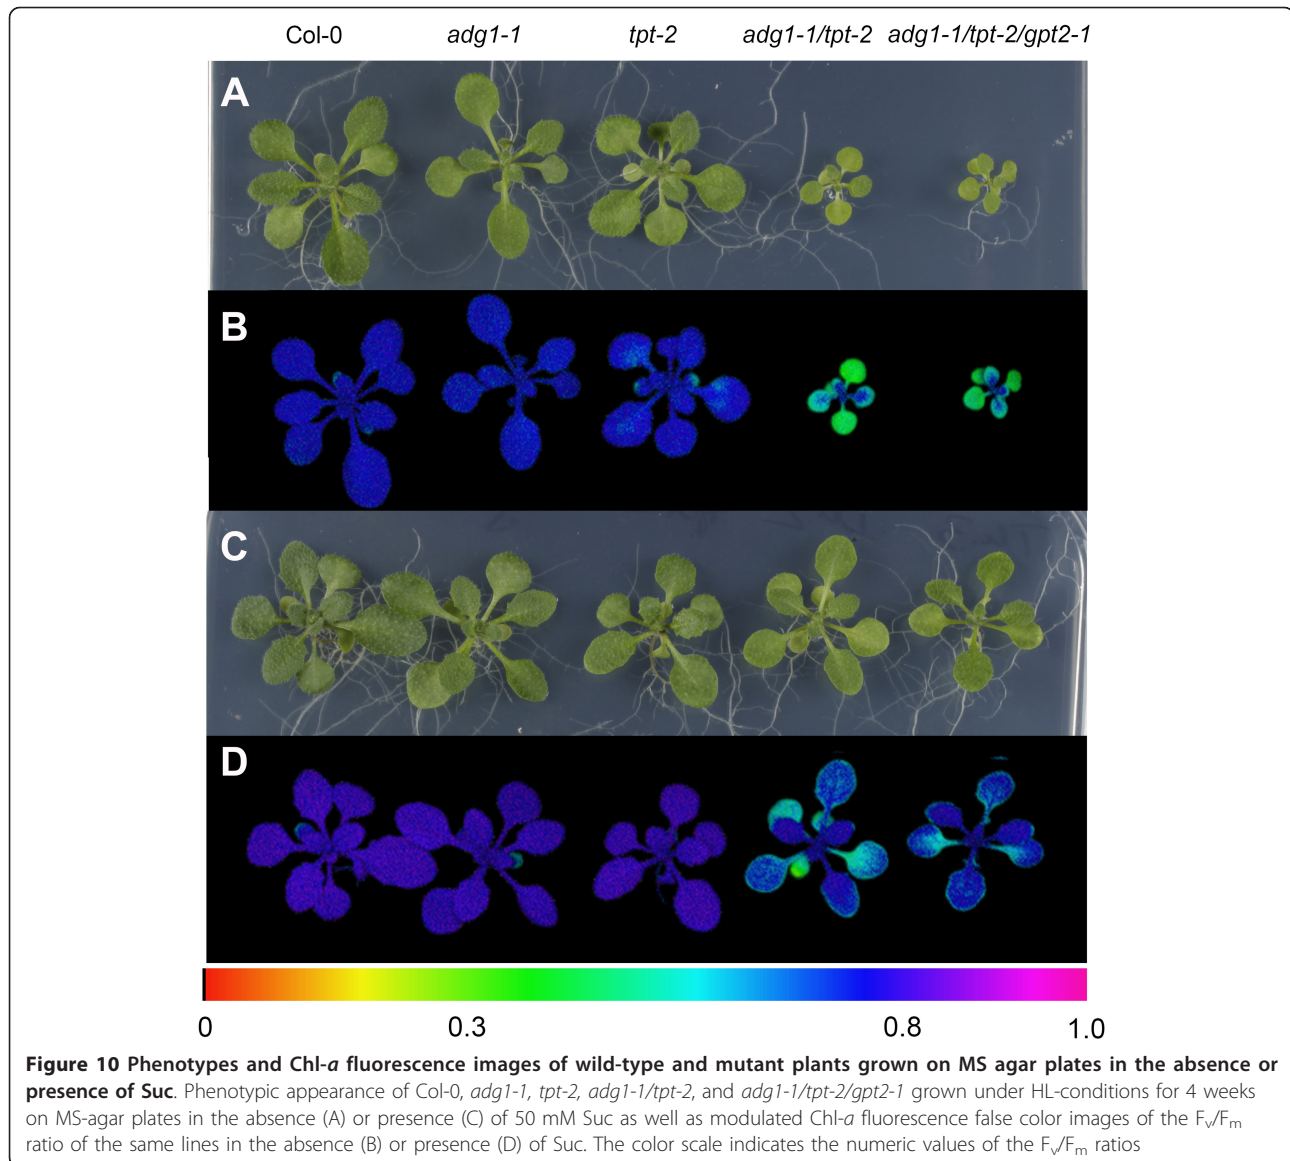 Col-0 adg1-1 tpt-2 adg1-1/tpt-2 adg1-1/tpt-2/gpt2-1
A
B
C
D
0 0.3 0.8 1.0
Figure 10 Phenotypes and Chl-a fluorescence images of wild-type and mutant plants grown on MS agar plates in the absence or
presence of Suc. Phenotypic appearance of Col-0, adg1-1, tpt-2, adg1-1/tpt-2, and adg1-1/tpt-2/gpt2-1 grown under HL-conditions for 4 weeks
on MS-agar plates in the absence (A) or presence (C) of 50 mM Suc as well as modulated Chl-a fluorescence false color images of the Fv/Fm
ratio of the same lines in the absence (B) or presence (D) of Suc. The color scale indicates the numeric values of the Fv/Fm ratios